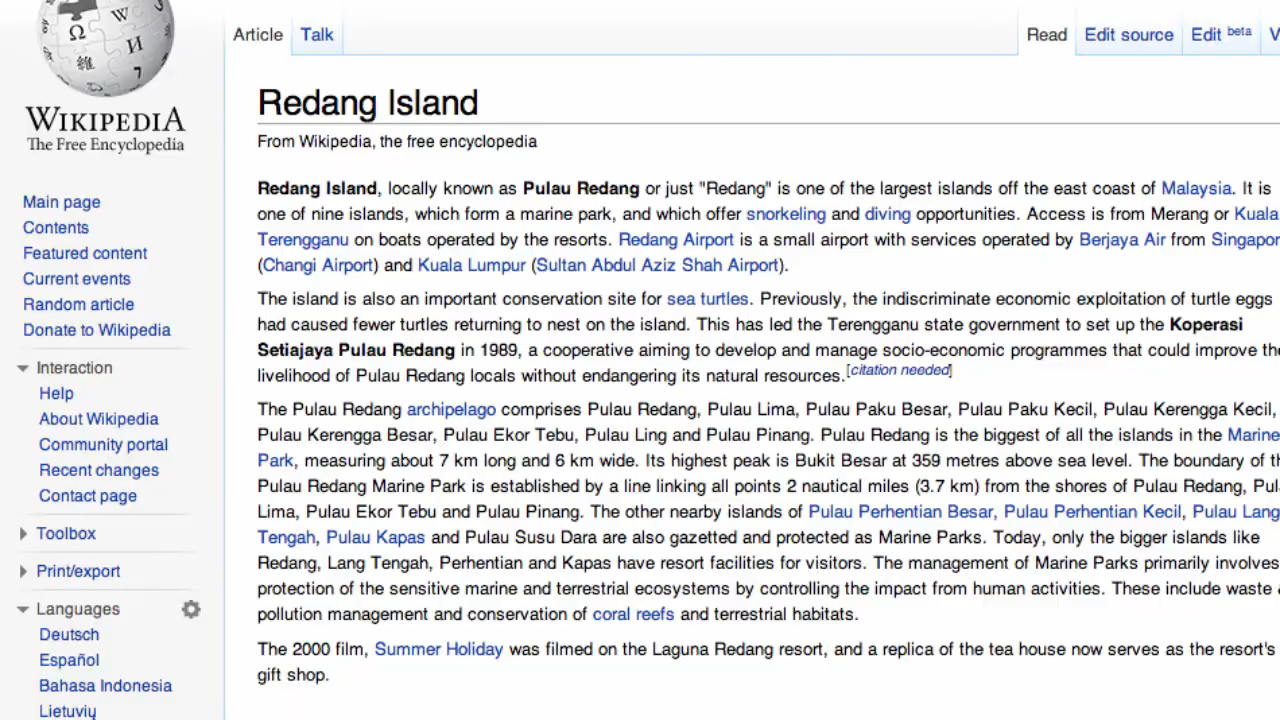 Article Talk Read Edit source Edit beta
WIKIPEDIA
The Free Encyclopedia
Main page
Contents
Featured content
Current events
Random article
Donate to Wikipedia
Interaction
Help
About Wikipedia
Community portal
Recent changes
Contact page
Toolbox
Print/export
Languages
Deutsch
Español
Bahasa Indonesia
Lietuvių
Redang Island
From Wikipedia, the free encyclopedia
Redang Island, locally known as Pulau Redang or just "Redang" is one of the largest islands off the east coast of Malaysia. It is
one of nine islands, which form a marine park, and which offer snorkeling and diving opportunities. Access is from Merang or Kuala
Terengganu on boats operated by the resorts. Redang Airport is a small airport with services operated by Berjaya Air from
(Changi Airport) and Kuala Lumpur (Sultan Abdul Aziz Shah Airport).
The island is also an important conservation site for sea turtles. Previously, the indiscriminate economic exploitation of turtle eggs
had caused fewer turtles returning to nest on the island. This has led the Terengganu state government to set up the Koperasi
Setiajaya Pulau Redang in 1989, a cooperative aiming to develop and manage socio-economic programmes that could improve the
livelihood of Pulau Redang locals without endangering its natural resources.[citation needed]
The Pulau Redang archipelago comprises Pulau Redang, Pulau Lima, Pulau Paku Besar, Pulau Paku Kecil, Pulau Kerengga Kecil,
Pulau Kerengga Besar, Pulau Ekor Tebu, Pulau Ling and Pulau Pinang. Pulau Redang is the biggest of all the islands in the Marine
Park, measuring about 7 km long and 6 km wide. Its highest peak is Bukit Besar at 359 metres above sea level. The boundary of
Pulau Redang Marine Park is established by a line linking all points 2 nautical miles (3.7 km) from the shores of Pulau Redang,
Lima, Pulau Ekor Tebu and Pulau Pinang. The other nearby islands of Pulau Perhentian Besar, Pulau Perhentian Kecil, Pulau Lang
Tengah, Pulau Kapas and Pulau Susu Dara are also gazetted and protected as Marine Parks. Today, only the bigger islands like
Redang, Lang Tengah, Perhentian and Kapas have resort facilities for visitors. The management of Marine Parks primarily involves
protection of the sensitive marine and terrestrial ecosystems by controlling the impact from human activities. These include waste
pollution management and conservation of coral reefs and terrestrial habitats.
The 2000 film, Summer Holiday was filmed on the Laguna Redang resort, and a replica of the tea house now serves as the resort's
gift shop.